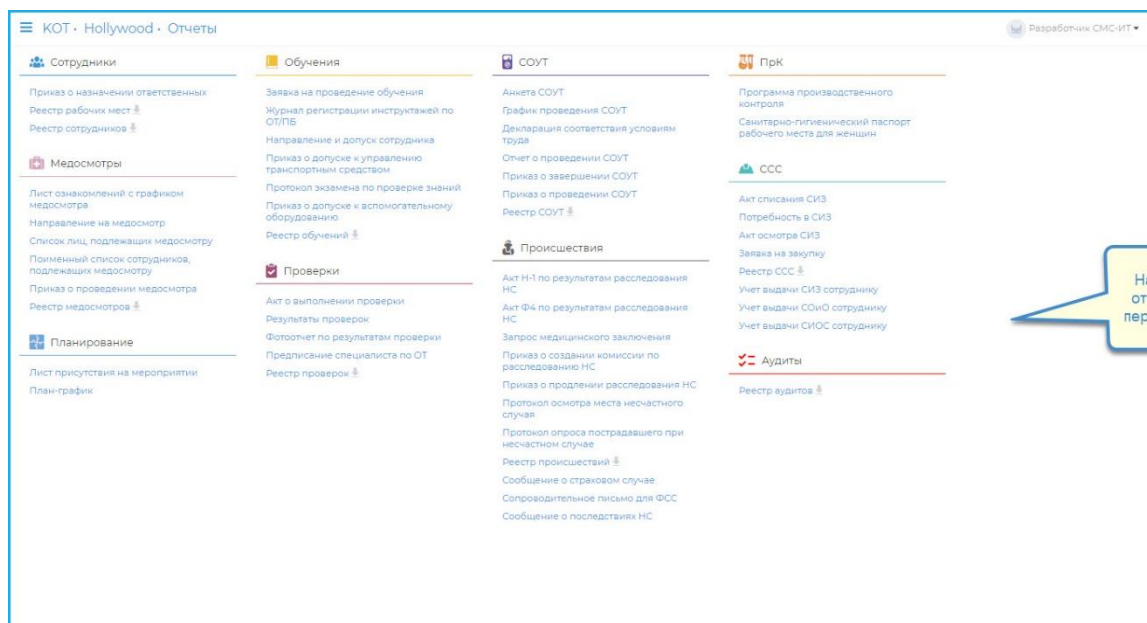 КОТ · Hollywood · Отчеты
Разработчик СМС-ИТ
Сотрудники
Приказ о назначении ответственных
Реестр рабочих мест
Реестр сотрудников
Медосмотры
Лист ознакомлений с графиком
медосмотра
Направление на медосмотр
Список лиц, подлежащих медосмотру
Поименный список сотрудников,
подлежащих медосмотру
Приказ о проведении медосмотра
Реестр медосмотров
Планирование
Лист присутствия на мероприятии
План-график
Обучения
Заявка на проведение обучения
Журнал регистрации инструктажей по
ОТ/ПБ
Направление и допуск сотрудника
Приказ о допуске к управлению
транспортным средством
Протокол экзамена по проверке знаний
Приказ о допуске к вспомогательному
оборудованию
Реестр обучений
Проверки
Акт о выполнении проверки
Результаты проверок
Фотоотчет по результатам проверки
Предписание специалиста по ОТ
Реестр проверок
СОУТ
Анкета СОУТ
График проведения СОУТ
Декларация соответствия условиям
труда
Отчет о проведении СОУТ
Приказ о завершении СОУТ
Приказ о проведении СОУТ
Реестр СОУТ
Происшествия
Акт Н-1 по результатам расследования
НС
Акт Ф4 по результатам расследования
НС
Запрос медицинского заключения
Приказ о создании комиссии по
расследованию НС
Приказ о продлении расследования НС
Протокол осмотра места несчастного
случая
Протокол опроса пострадавшего при
несчастном случае
Реестр происшествий
Сообщение о страховом случае
Сопроводительное письмо для ФСС
Сообщение о последствиях НС
ПрК
Программа производственного
контроля
Санитарно-гигиенический паспорт
рабочего места для женщин
ССС
Акт списания СИЗ
Потребность в СИЗ
Акт осмотра СИЗ
Заявка на закупку
Реестр ССС
Учет выдачи СИЗ сотруднику
Учет выдачи СОиО сотруднику
Учет выдачи СИОС сотруднику
Аудиты
Реестр аудитов